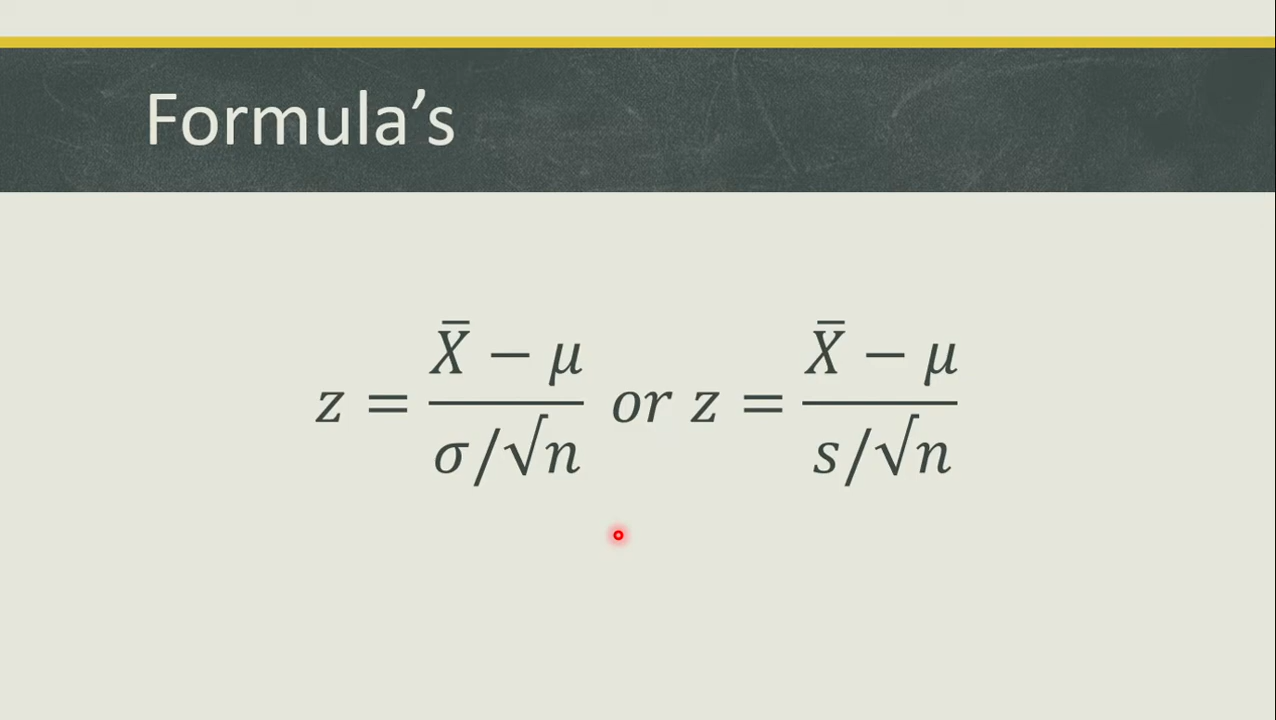 Formula’s
z = X̄ − μ / σ/√n or z = X̄ − μ / s/√n